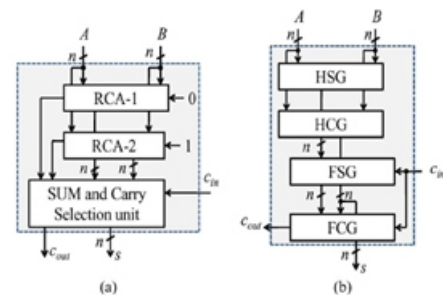 A B
n n
RCA-1 0
RCA-2 1
n n
SUM and Carry
Selection unit
c_in
c_out n s
(a)
A B
n n
HSG
HCG
n
FSG c_in
n n
c_out FCG
n s
(b)